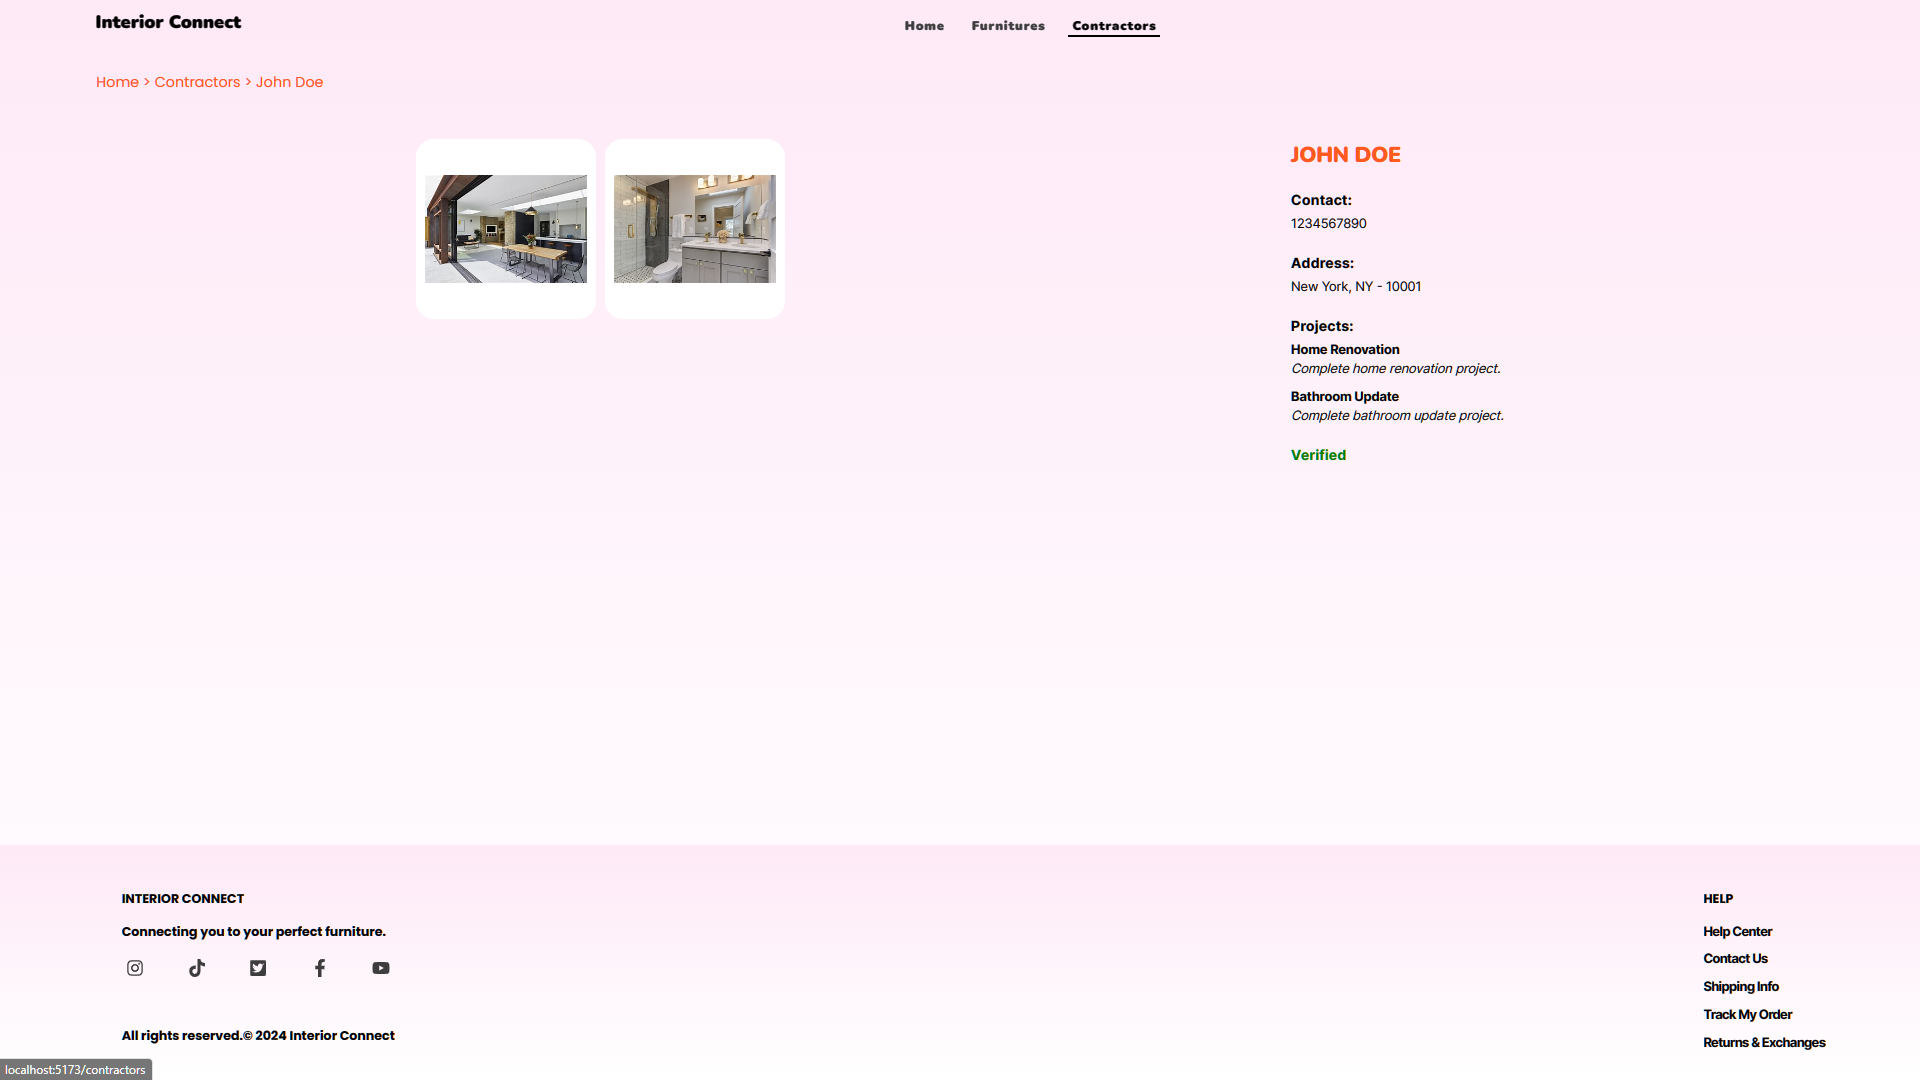 Interior Connect
Home Furnitures Contractors
Home > Contractors > John Doe
JOHN DOE
Contact:
1234567890
Address:
New York, NY - 10001
Projects:
Home Renovation
Complete home renovation project.
Bathroom Update
Complete bathroom update project.
Verified
INTERIOR CONNECT
Connecting you to your perfect furniture.
All rights reserved.© 2024 Interior Connect
HELP
Help Center
Contact Us
Shipping Info
Track My Order
Returns & Exchanges
localhost:5173/contractors